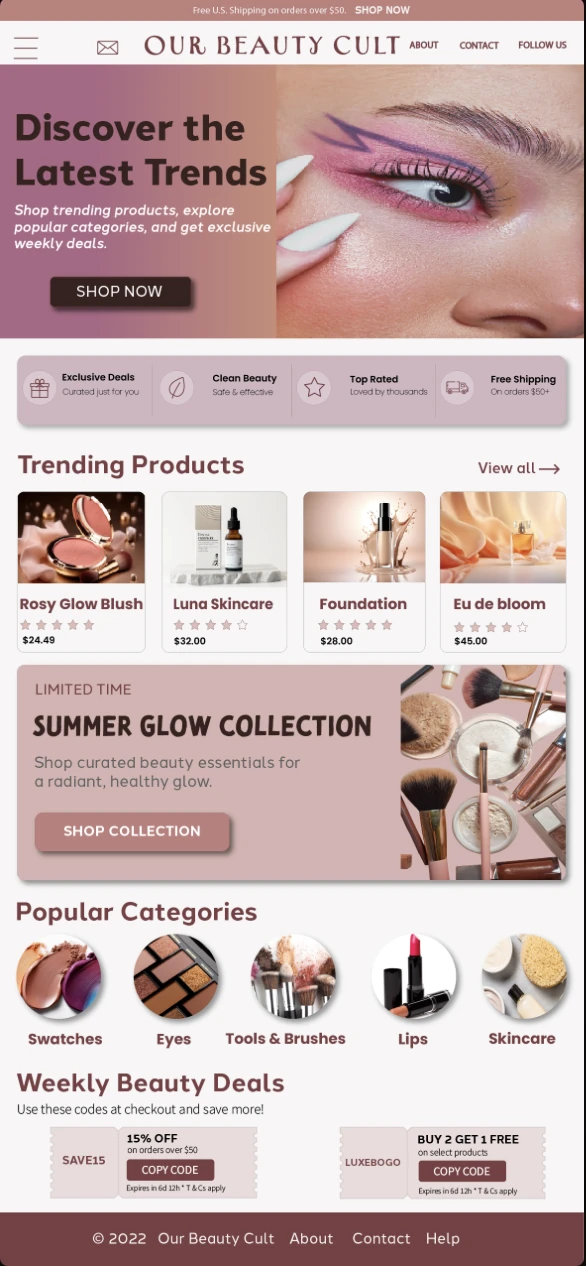 Free U.S. Shipping on orders over $50. SHOP NOW
OUR BEAUTY CULT
ABOUT
CONTACT
FOLLOW US
Discover the
Latest Trends
Shop trending products, explore
popular categories, and get exclusive
weekly deals.
SHOP NOW
Exclusive Deals
Curated just for you
Clean Beauty
Safe & effective
Top Rated
Loved by thousands
Free Shipping
On orders $50+
Trending Products
View all
Rosy Glow Blush
$24.49
Luna Skincare
$32.00
Foundation
$28.00
Eu de bloom
$45.00
LIMITED TIME
SUMMER GLOW COLLECTION
Shop curated beauty essentials for
a radiant, healthy glow.
SHOP COLLECTION
Popular Categories
Swatches
Eyes
Tools & Brushes
Lips
Skincare
Weekly Beauty Deals
Use these codes at checkout and save more!
SAVE15
15% OFF
on orders over $50
COPY CODE
Expires in 6d 12h * T & Cs apply
LUXEBOGO
BUY 2 GET 1 FREE
on select products
COPY CODE
Expires in 6d 12h * T & Cs apply
© 2022 Our Beauty Cult About Contact Help